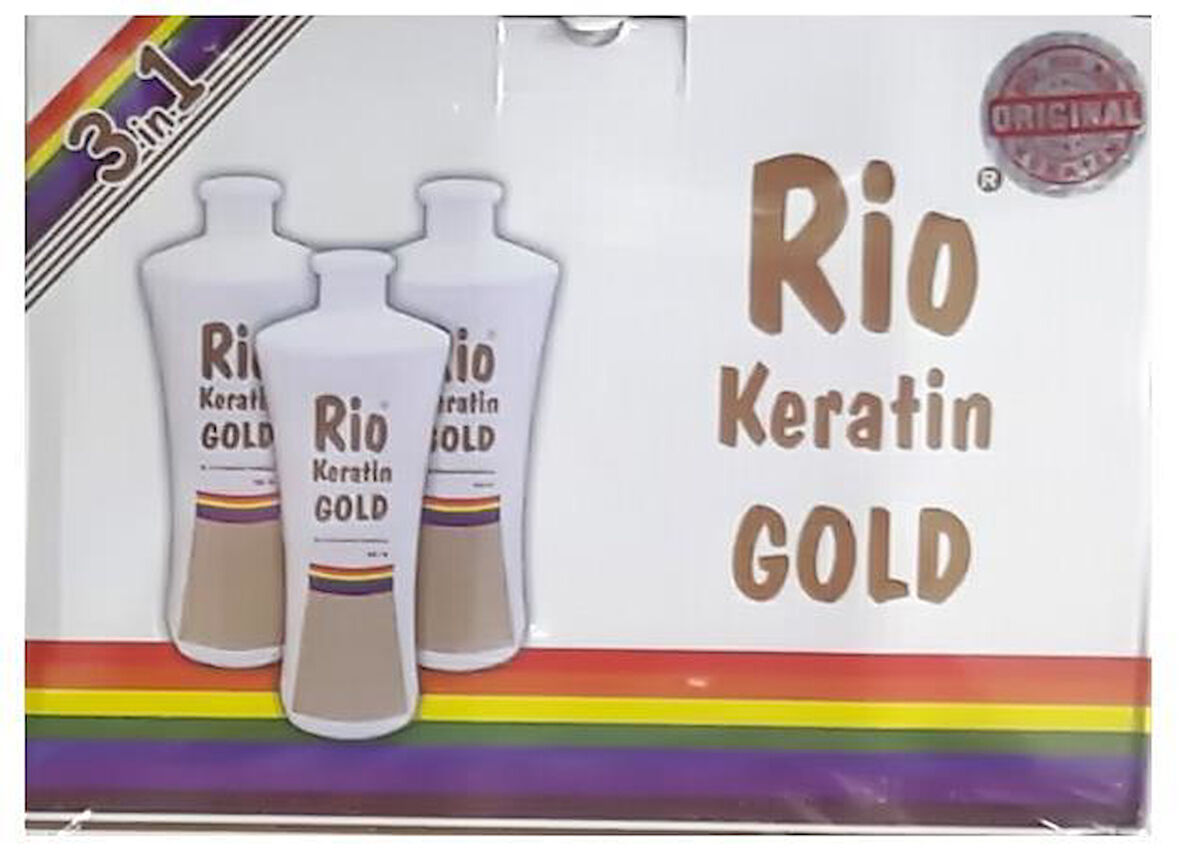 3 in 1
ORIGINAL
Rio ®
Keratin
GOLD
Rio
Keratin
GOLD
Rio
Keratin
GOLD
Rio
Keratin
GOLD